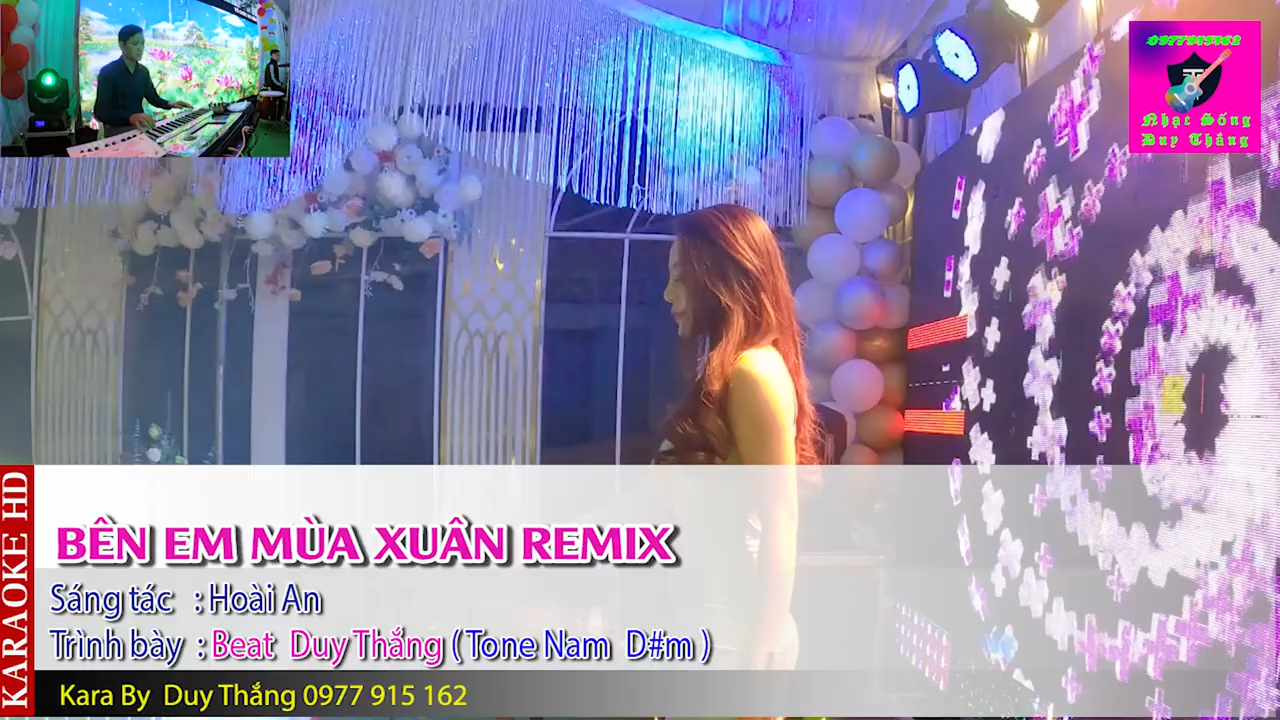 0977915162
Nhạc Sống
Duy Thắng
KARAOKE HD
BÊN EM MÙA XUÂN REMIX
Sáng tác : Hoài An
Trình bày : Beat Duy Thắng ( Tone Nam D#m )
Kara By Duy Thắng 0977 915 162